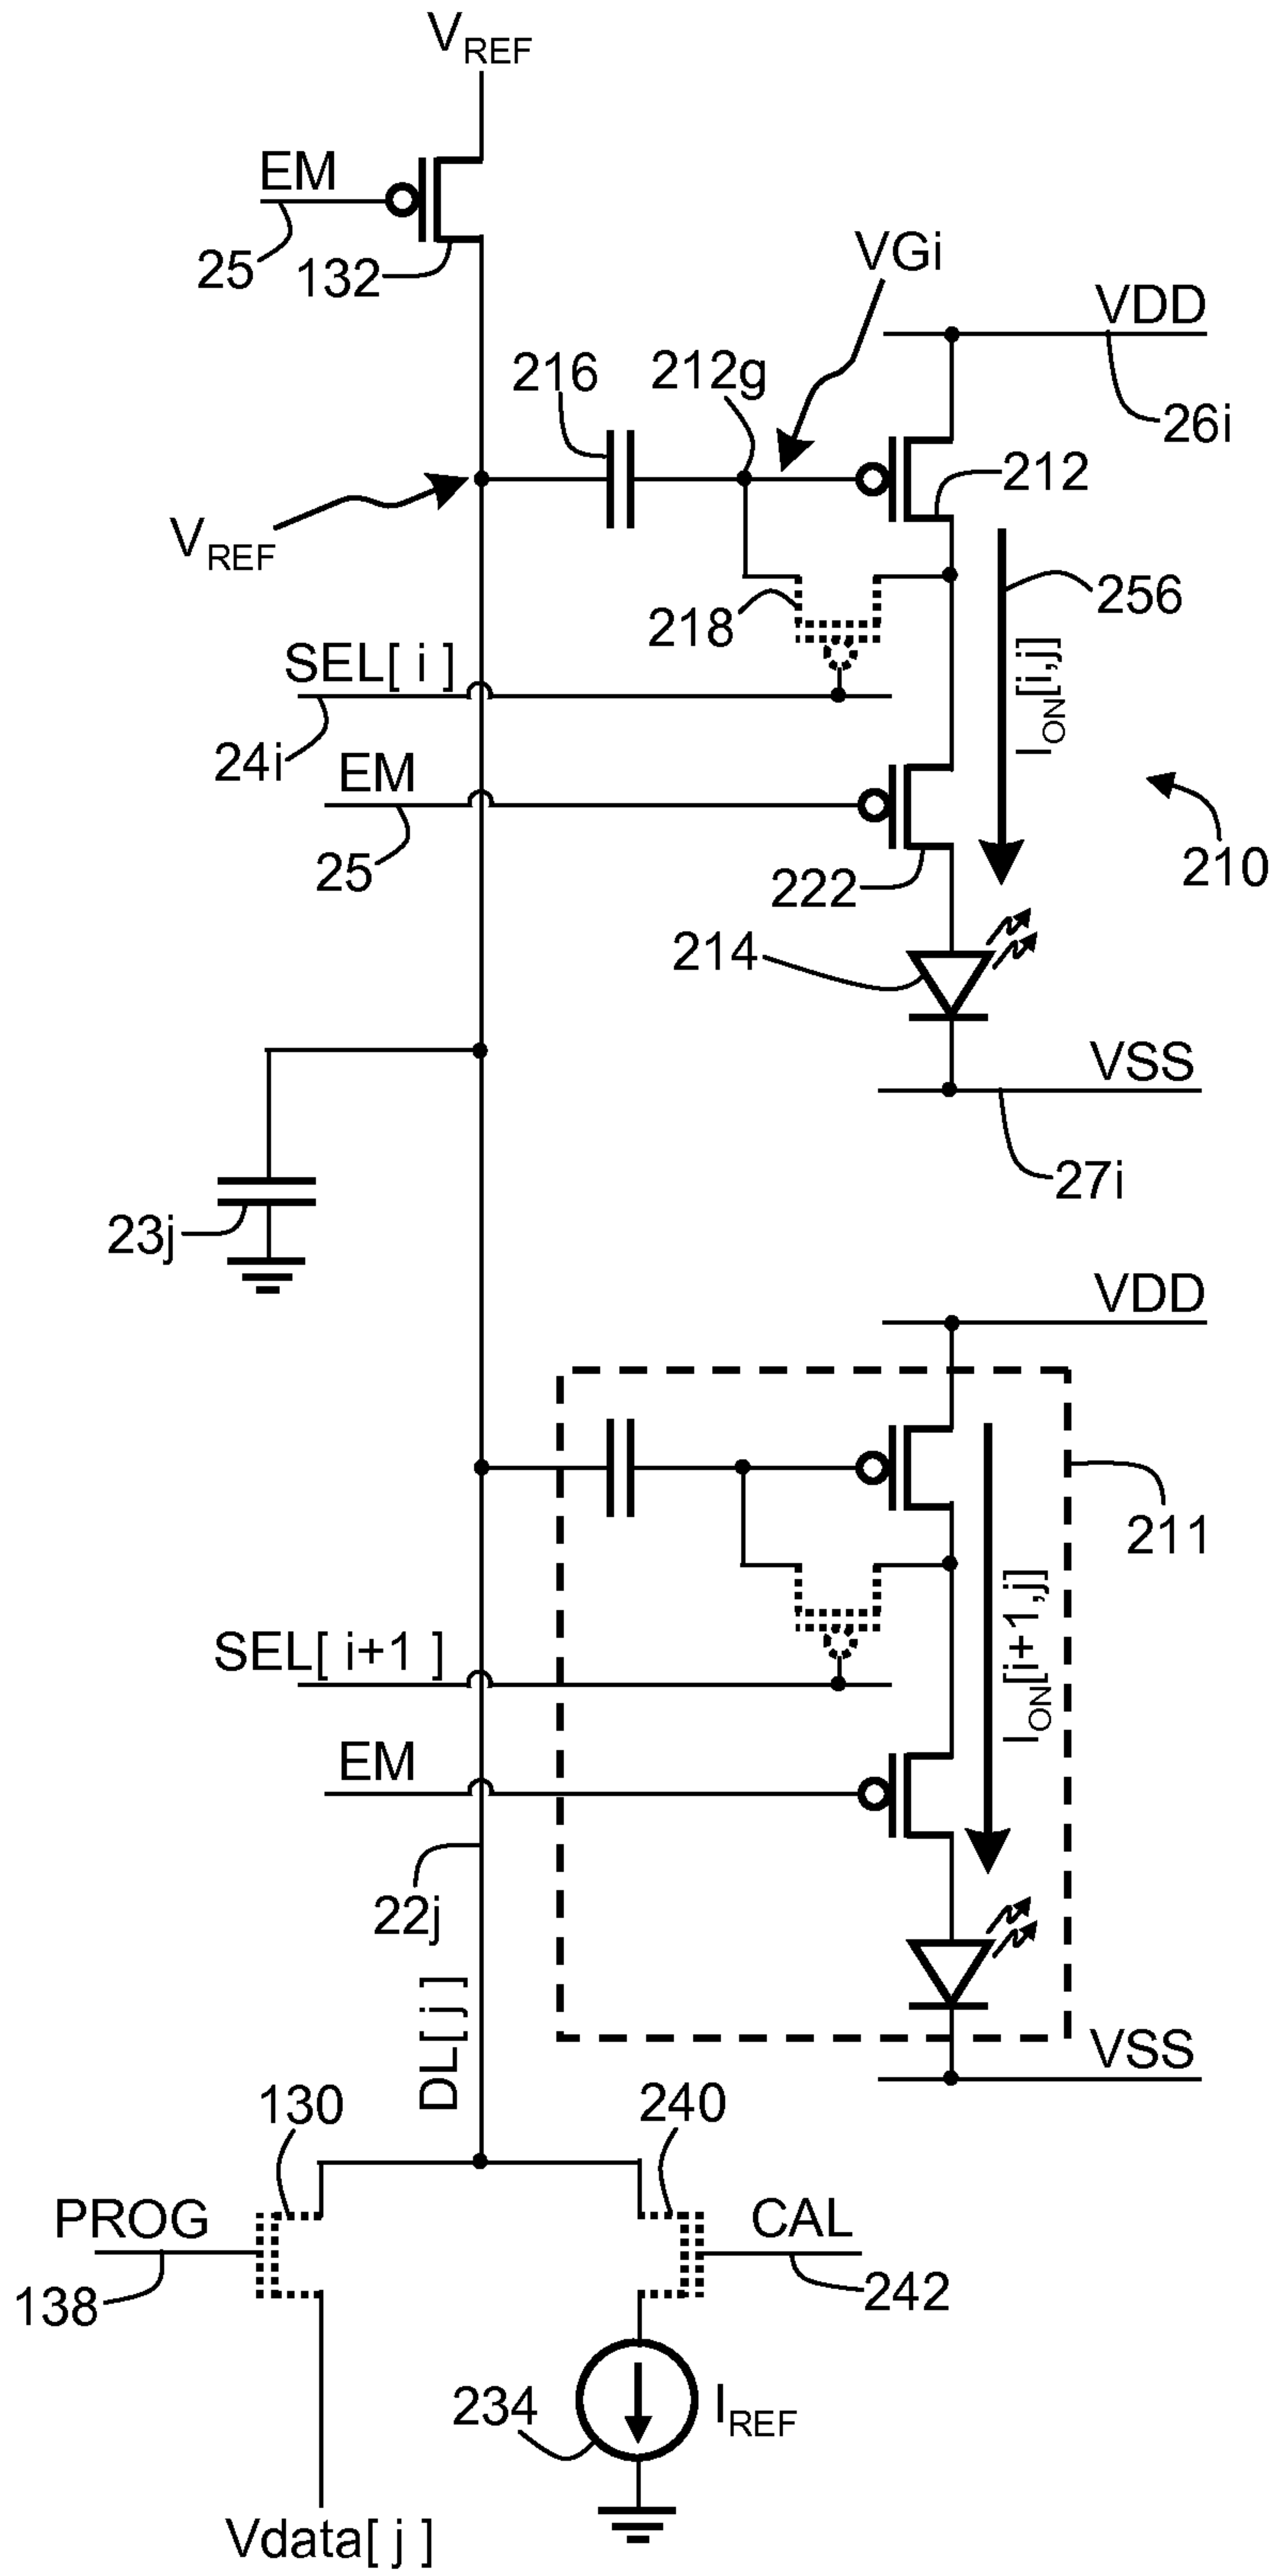 VREF
EM
25
132
VGi
VDD
26i
216
212g
212
VREF
218
256
ION[i,j]
SEL[ i ]
24i
EM
25
222
210
214
VSS
27i
23j
VDD
211
ION[i+1,j]
SEL[ i+1 ]
EM
22j
DL[ j ]
VSS
130
240
PROG
138
CAL
242
234
IREF
Vdata[ j ]